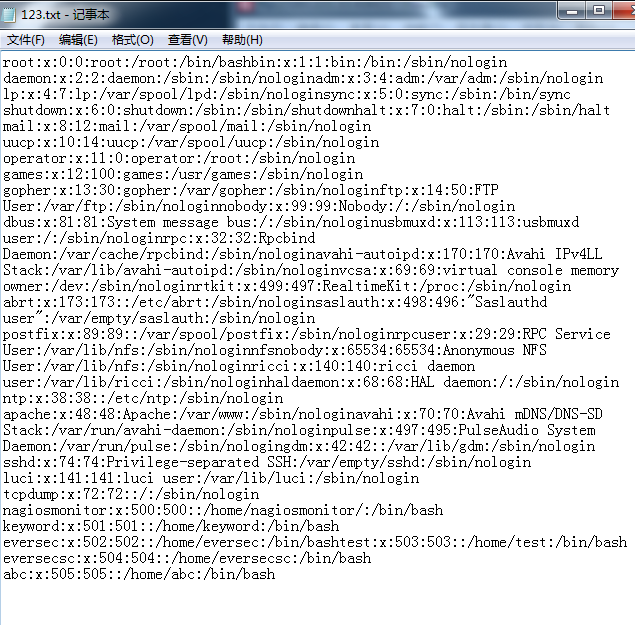 123.txt - 记事本
文件(F) 编辑(E) 格式(O) 查看(V) 帮助(H)
root:x:0:0:root:/root:/bin/bashbin:x:1:1:bin:/bin:/sbin/nologin
daemon:x:2:2:daemon:/sbin:/sbin/nologinadm:x:3:4:adm:/var/adm:/sbin/nologin
lp:x:4:7:lp:/var/spool/lpd:/sbin/nologinsync:x:5:0:sync:/sbin:/bin/sync
shutdown:x:6:0:shutdown:/sbin:/sbin/shutdownhalt:x:7:0:halt:/sbin:/sbin/halt
mail:x:8:12:mail:/var/spool/mail:/sbin/nologin
uucp:x:10:14:uucp:/var/spool/uucp:/sbin/nologin
operator:x:11:0:operator:/root:/sbin/nologin
games:x:12:100:games:/usr/games:/sbin/nologin
gopher:x:13:30:gopher:/var/gopher:/sbin/nologinftp:x:14:50:FTP
User:/var/ftp:/sbin/nologinnobody:x:99:99:Nobody:/:/sbin/nologin
dbus:x:81:81:System message bus:/:/sbin/nologinusbmuxd:x:113:113:usbmuxd
user:/:/sbin/nologinrpc:x:32:32:Rpcbind
Daemon:/var/cache/rpcbind:/sbin/nologinavahi-autoipd:x:170:170:Avahi IPv4LL
Stack:/var/lib/avahi-autoipd:/sbin/nologinvcsa:x:69:69:virtual console memory
owner:/dev:/sbin/nologinrtkit:x:499:497:RealtimeKit:/proc:/sbin/nologin
abrt:x:173:173::/etc/abrt:/sbin/nologinsaslauth:x:498:496:"Saslauthd
user":/var/empty/saslauth:/sbin/nologin
postfix:x:89:89::/var/spool/postfix:/sbin/nologinrpcuser:x:29:29:RPC Service
User:/var/lib/nfs:/sbin/nologinnfsnobody:x:65534:65534:Anonymous NFS
User:/var/lib/nfs:/sbin/nologinricci:x:140:140:ricci daemon
user:/var/lib/ricci:/sbin/nologinhaldaemon:x:68:68:HAL daemon:/:/sbin/nologin
ntp:x:38:38::/etc/ntp:/sbin/nologin
apache:x:48:48:Apache:/var/www:/sbin/nologinavahi:x:70:70:Avahi mDNS/DNS-SD
Stack:/var/run/avahi-daemon:/sbin/nologinpulse:x:497:495:PulseAudio System
Daemon:/var/run/pulse:/sbin/nologingdm:x:42:42::/var/lib/gdm:/sbin/nologin
sshd:x:74:74:Privilege-separated SSH:/var/empty/sshd:/sbin/nologin
luci:x:141:141:luci user:/var/lib/luci:/sbin/nologin
tcpdump:x:72:72::/:/sbin/nologin
nagiosmonitor:x:500:500::/home/nagiosmonitor/:/bin/bash
keyword:x:501:501::/home/keyword:/bin/bash
eversec:x:502:502::/home/eversec:/bin/bashtest:x:503:503::/home/test:/bin/bash
eversecsc:x:504:504::/home/eversecsc:/bin/bash
abc:x:505:505::/home/abc:/bin/bash